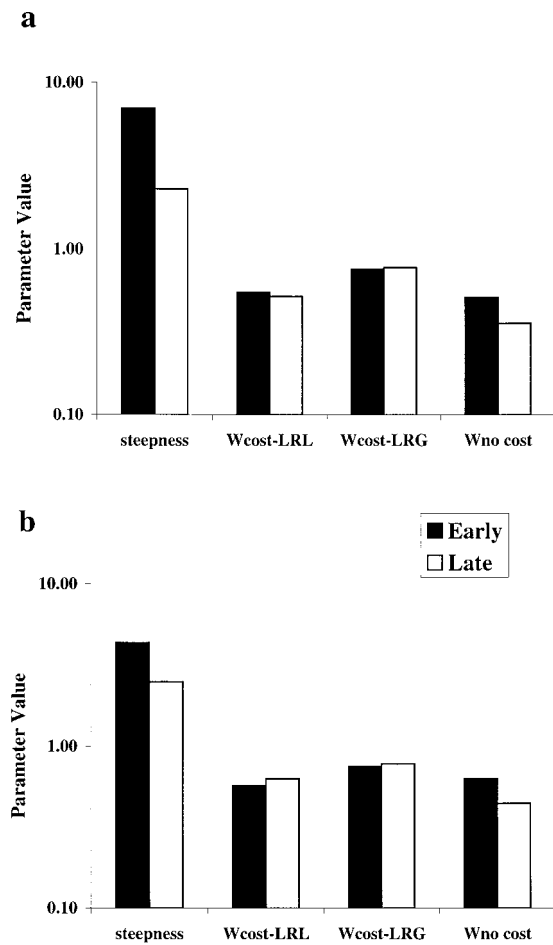 a
10.00
1.00
0.10
Parameter Value
steepness Wcost-LRL Wcost-LRG Wno cost
b
Early
Late
10.00
1.00
0.10
Parameter Value
steepness Wcost-LRL Wcost-LRG Wno cost